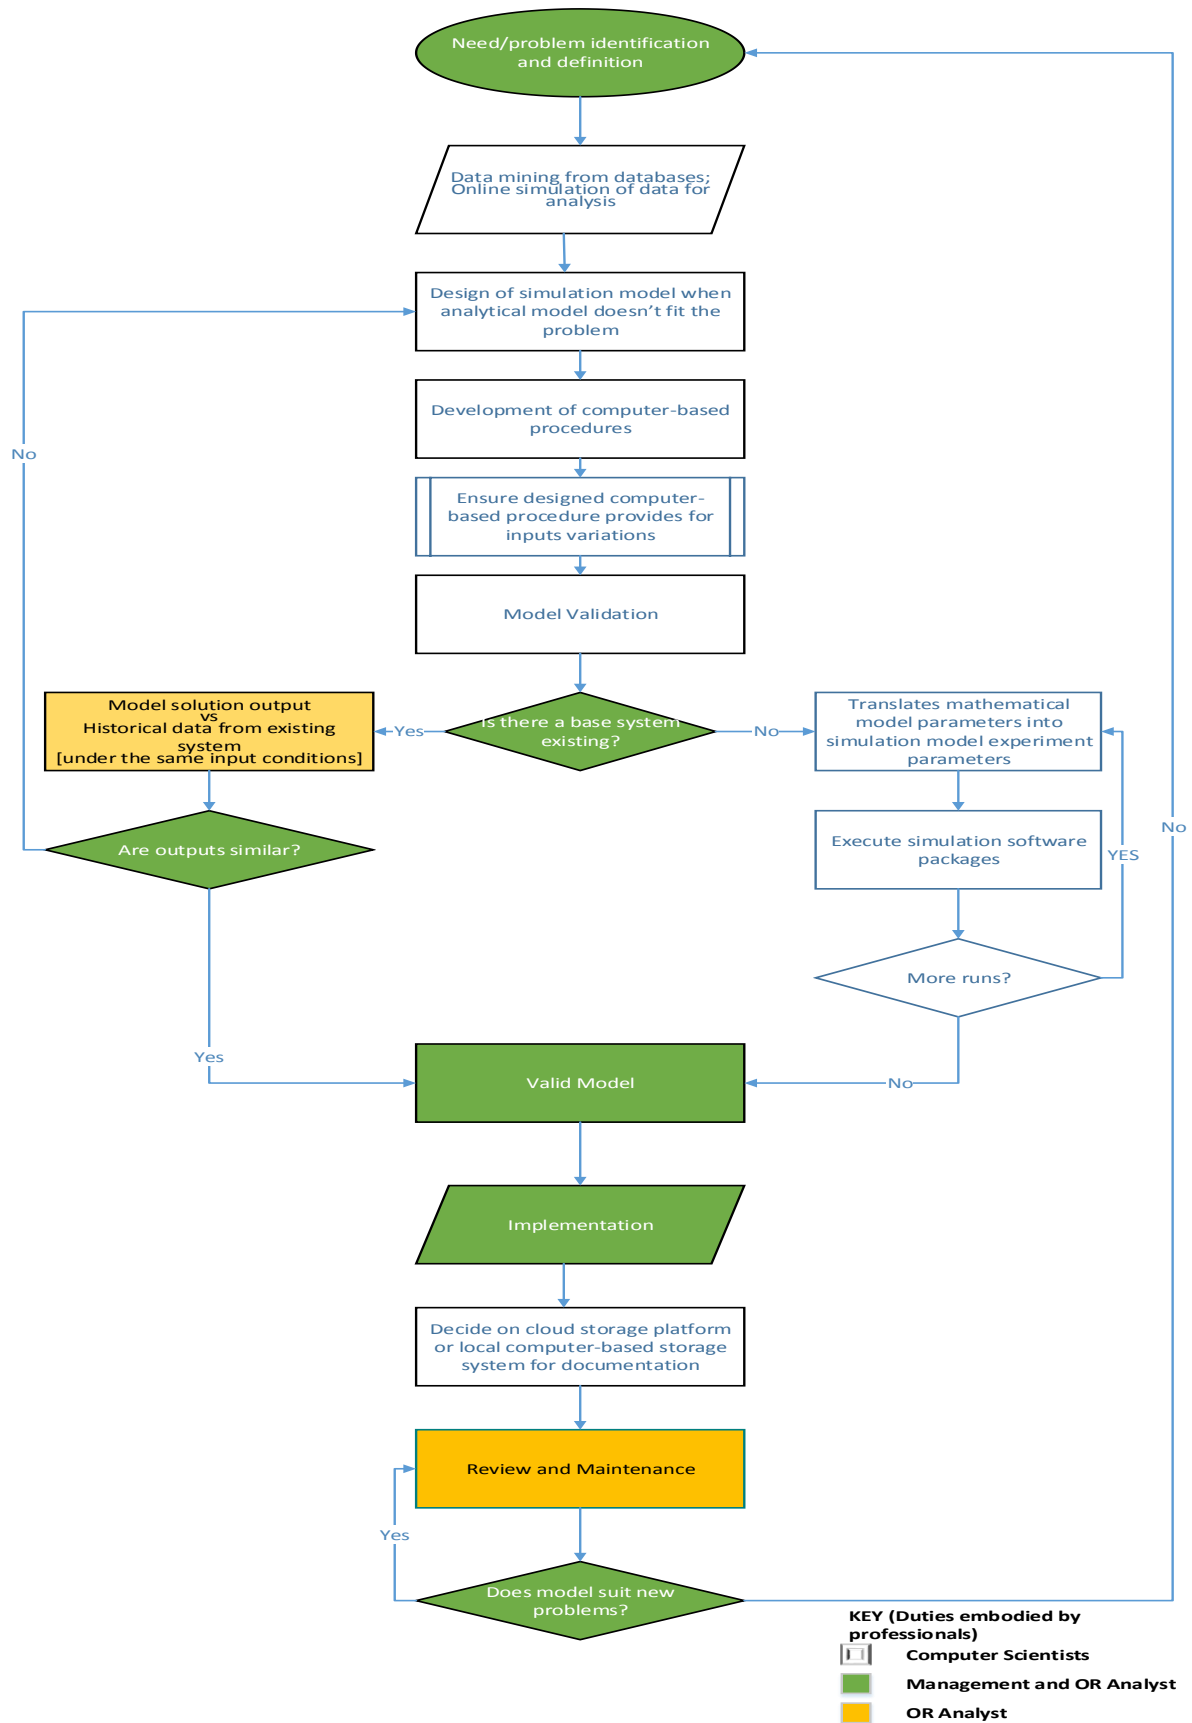 Need/problem identification
and definition
Data mining from databases;
Online simulation of data for
analysis
Design of simulation model when
analytical model doesn't fit the
problem
Development of computer-based
procedures
No
Ensure designed computer-
based procedure provides for
inputs variations
Model Validation
Model solution output
vs
Historical data from existing
system
[under the same input conditions]
Yes
Is there a base system
existing?
No
Translates mathematical
model parameters into
simulation model experiment
parameters
Are outputs similar?
Execute simulation software
packages
YES
No
More runs?
Yes
Valid Model
No
Implementation
Decide on cloud storage platform
or local computer-based storage
system for documentation
Review and Maintenance
Yes
Does model suit new
problems?
KEY (Duties embodied by
professionals)
Computer Scientists
Management and OR Analyst
OR Analyst